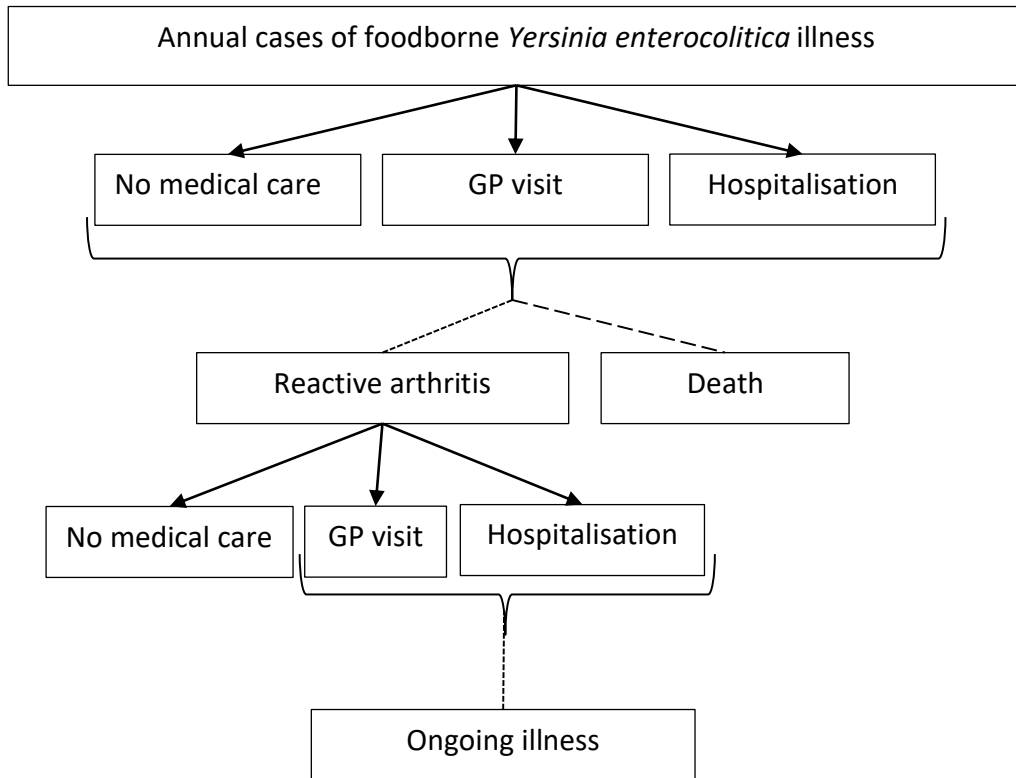 Annual cases of foodborne Yersinia enterocolitica illness
No medical care
GP visit
Hospitalisation
Reactive arthritis
Death
No medical care
GP visit
Hospitalisation
Ongoing illness